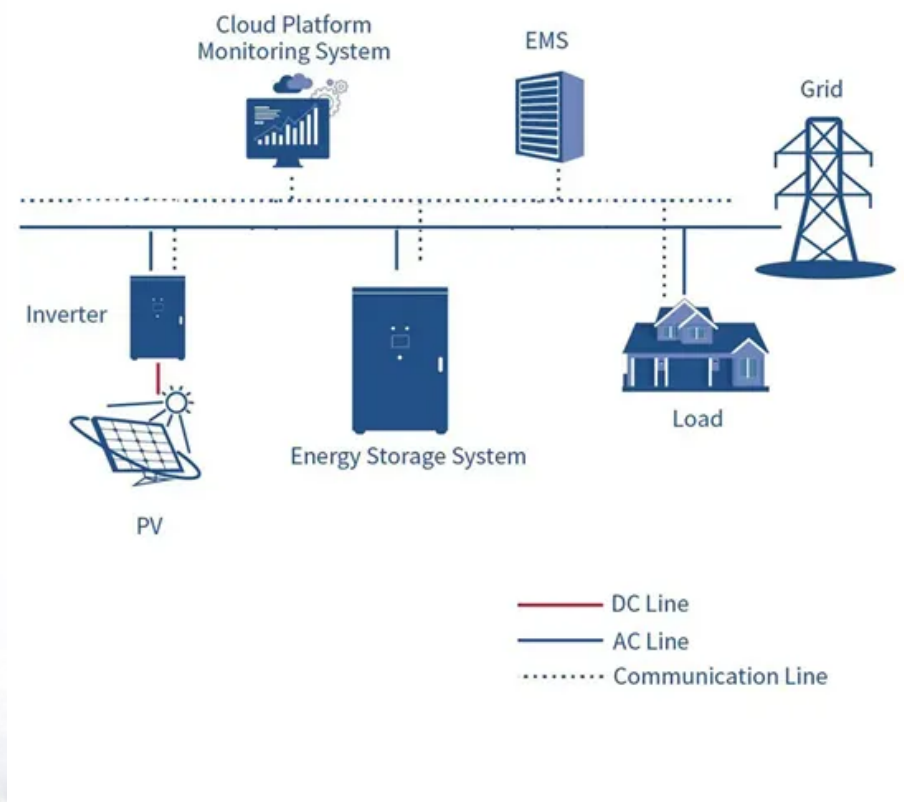 Cloud Platform
Monitoring System
EMS
Grid
Inverter
Load
Energy Storage System
PV
DC Line
AC Line
Communication Line